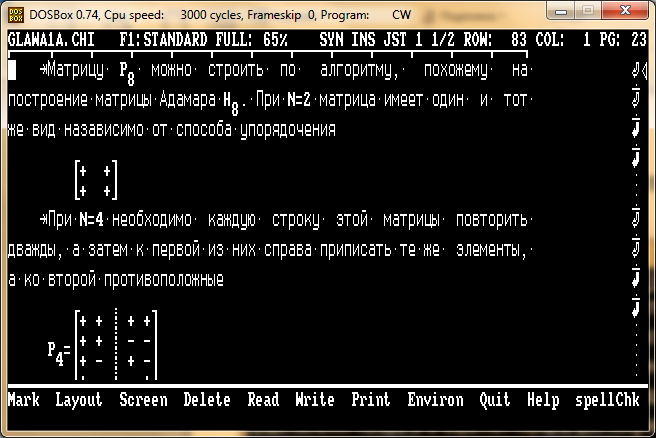 DOSBox 0.74, Cpu speed: 3000 cycles, Frameskip 0, Program: CW
GLAWA1A.CHI F1:STANDARD FULL: 65% SYN INS JST 1 1/2 ROW: 83 COL: 1 PG: 23
Матрицу P8 можно строить по алгоритму, похожему на
построение матрицы Адамара H8. При N=2 матрица имеет один и тот
же вид назависимо от способа упорядочения
[+ +]
[+ +]
При N=4 необходимо каждую строку этой матрицы повторить
дважды, а затем к первой из них справа приписать те же элементы,
а ко второй противоположные
+ + + +
+ + - -
P4= + - + -
Mark Layout Screen Delete Read Write Print Environ Quit Help spellChk